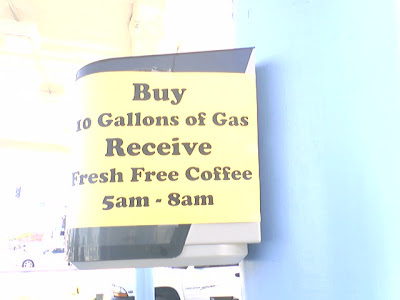 Buy
10 Gallons of Gas
Receive
Fresh Free Coffee
5am - 8am